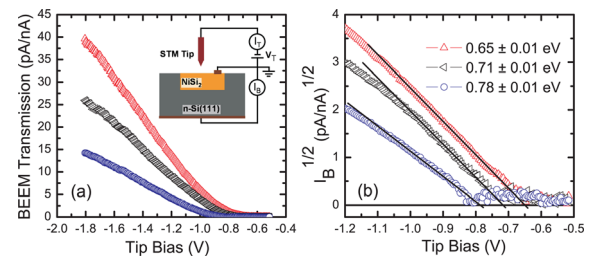 BEEM Transmission (pA/nA)
45
40
35
30
25
20
15
10
5
0
-2.0 -1.8 -1.6 -1.4 -1.2 -1.0 -0.8 -0.6 -0.4
Tip Bias (V)
(a)
STM Tip
I_T
V_T
I_B
NiSi₂
n-Si(111)
I_B^1/2 (pA/nA)^1/2
4
3
2
1
0
-1.2 -1.1 -1.0 -0.9 -0.8 -0.7 -0.6 -0.5
Tip Bias (V)
(b)
0.65 ± 0.01 eV
0.71 ± 0.01 eV
0.78 ± 0.01 eV